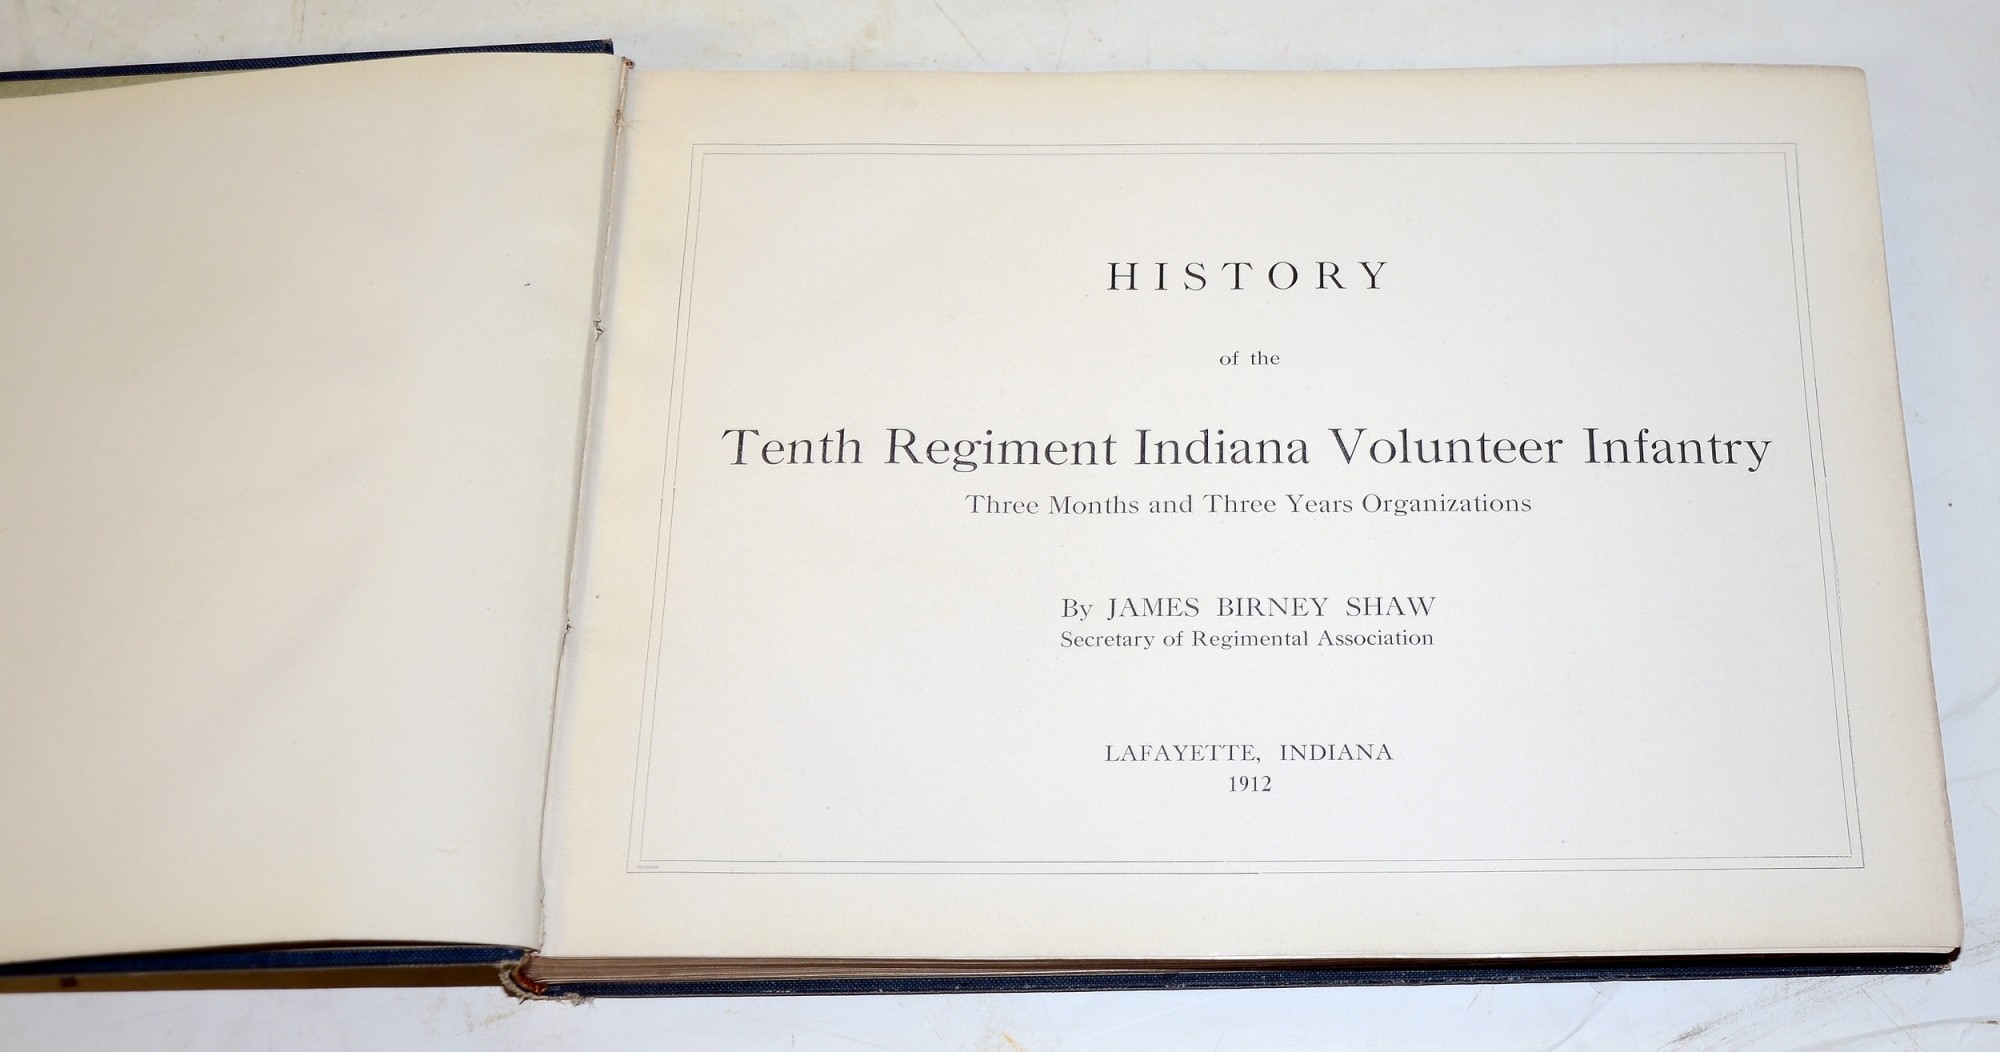 HISTORY
of the
Tenth Regiment Indiana Volunteer Infantry
Three Months and Three Years Organizations
By JAMES BIRNEY SHAW
Secretary of Regimental Association
LAFAYETTE, INDIANA
1912